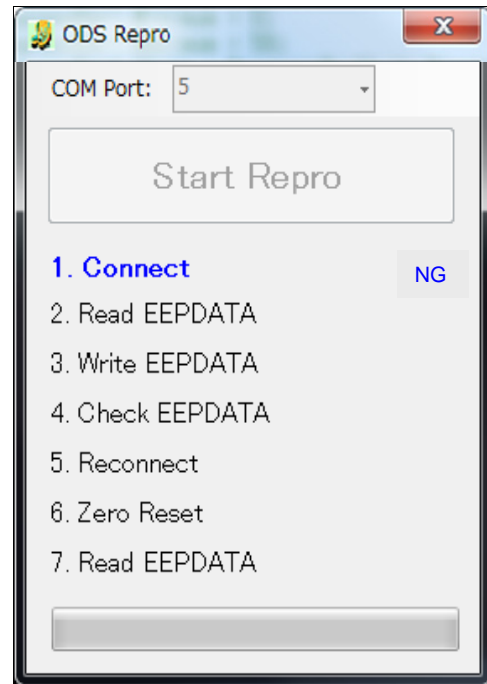 ODS Repro
COM Port: 5
Start Repro
1. Connect NG
2. Read EEPDATA
3. Write EEPDATA
4. Check EEPDATA
5. Reconnect
6. Zero Reset
7. Read EEPDATA